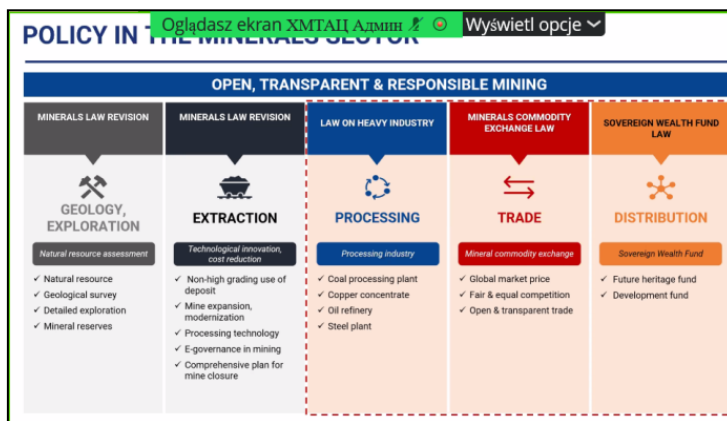 Oglądasz ekran ХМТАЦ Админ
Wyświetl opcje
POLICY IN THE MINERALS SECTOR
OPEN, TRANSPARENT & RESPONSIBLE MINING
MINERALS LAW REVISION
GEOLOGY,
EXPLORATION
Natural resource assessment
✓ Natural resource
✓ Geological survey
✓ Detailed exploration
✓ Mineral reserves
MINERALS LAW REVISION
EXTRACTION
Technological innovation,
cost reduction
✓ Non-high grading use of
deposit
✓ Mine expansion,
modernization
✓ Processing technology
✓ E-governance in mining
✓ Comprehensive plan for
mine closure
LAW ON HEAVY INDUSTRY
PROCESSING
Processing industry
✓ Coal processing plant
✓ Copper concentrate
✓ Oil refinery
✓ Steel plant
MINERALS COMMODITY
EXCHANGE LAW
TRADE
Mineral commodity exchange
✓ Global market price
✓ Fair & equal competition
✓ Open & transparent trade
SOVEREIGN WEALTH FUND
LAW
DISTRIBUTION
Sovereign Wealth Fund
✓ Future heritage fund
✓ Development fund